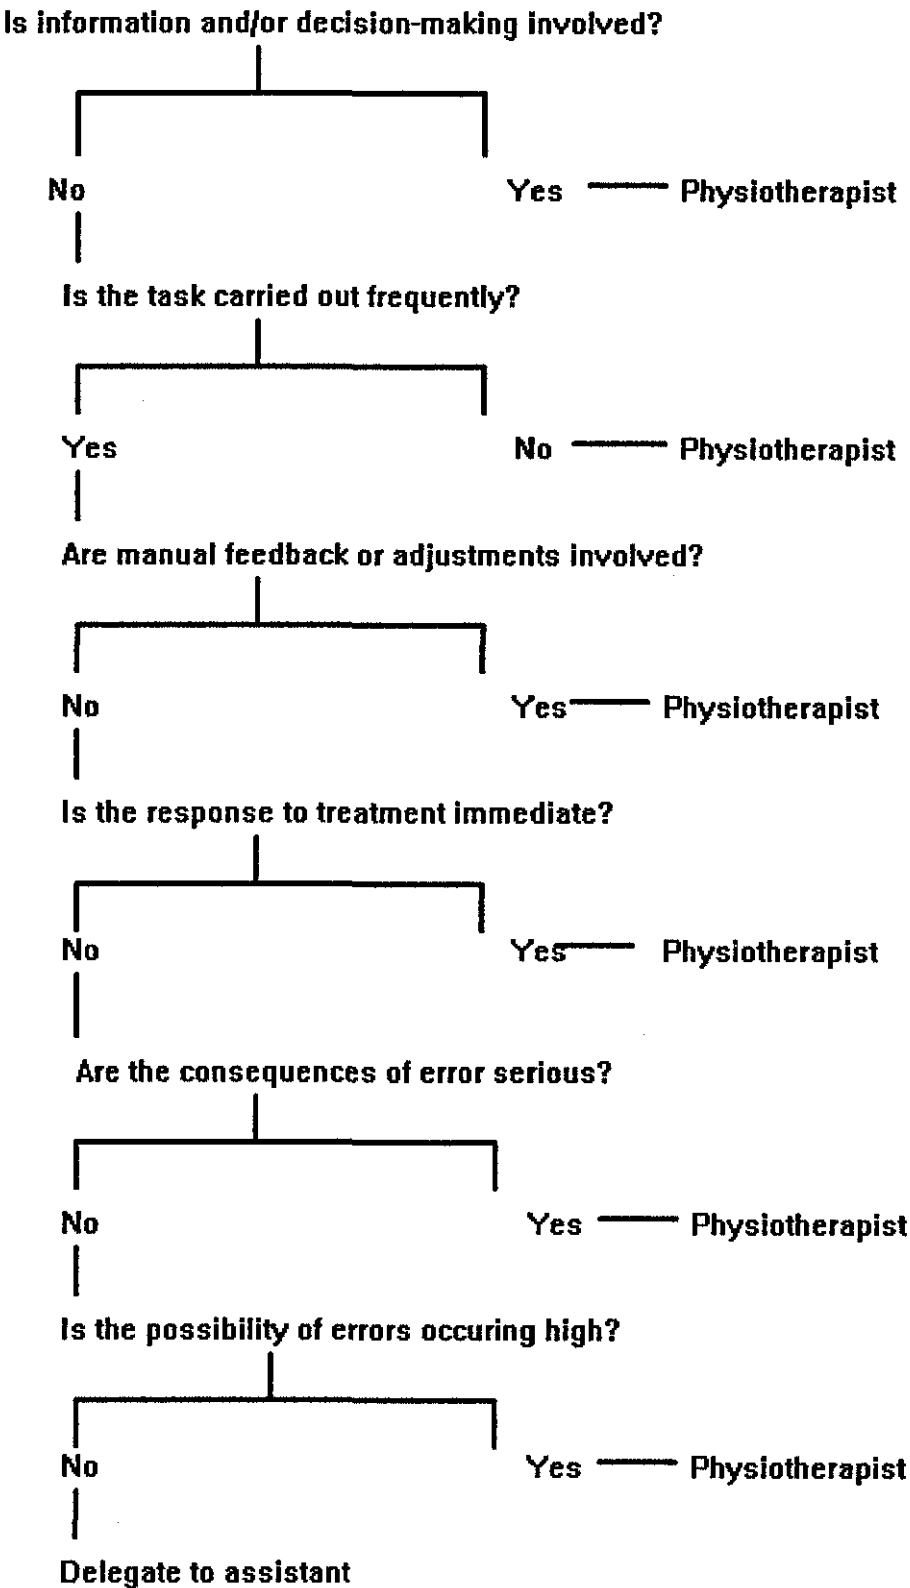 Is information and/or decision-making involved?
No
Yes
Physiotherapist
Is the task carried out frequently?
Yes
No
Physiotherapist
Are manual feedback or adjustments involved?
No
Yes
Physiotherapist
Is the response to treatment immediate?
No
Yes
Physiotherapist
Are the consequences of error serious?
No
Yes
Physiotherapist
Is the possibility of errors occuring high?
No
Yes
Physiotherapist
Delegate to assistant